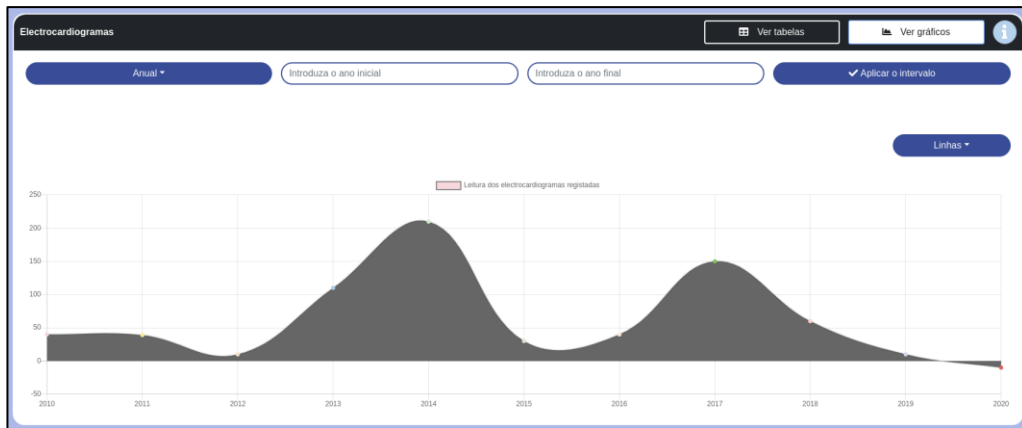 Electrocardiogramas
Ver tabelas
Ver gráficos
i
Anual
Introduza o ano inicial
Introduza o ano final
Aplicar o intervalo
Linhas
Leitura dos electrocardiogramas registadas
250
200
150
100
50
0
-50
2010 2011 2012 2013 2014 2015 2016 2017 2018 2019 2020